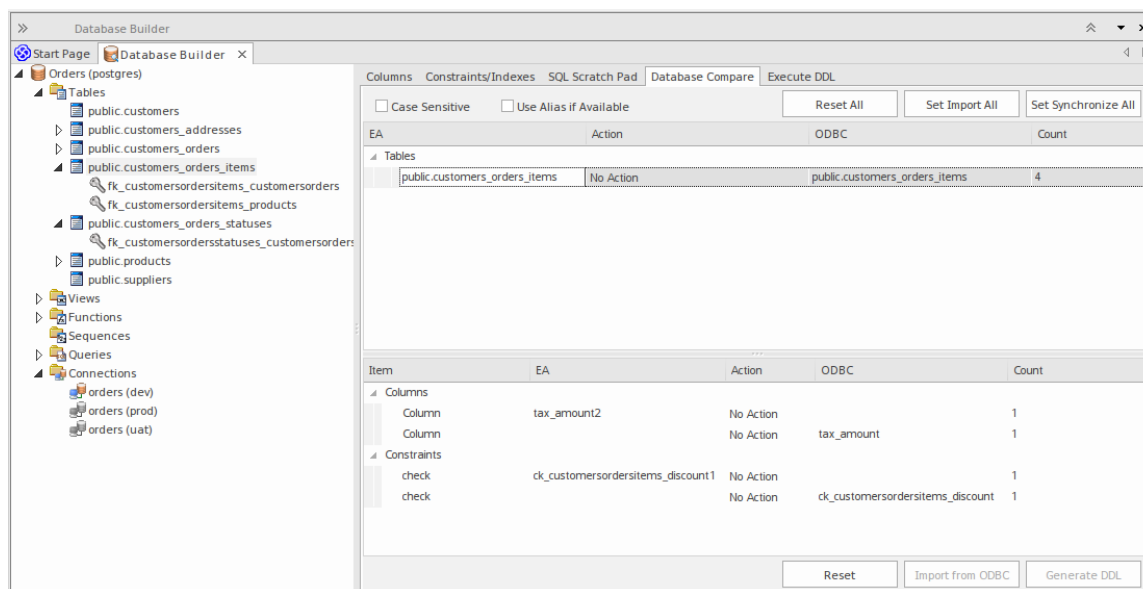 Database Builder
Start Page Database Builder
Orders (postgres)
Tables
public.customers
public.customers_addresses
public.customers_orders
public.customers_orders_items
fk_customersordersitems_customersorders
fk_customersordersitems_products
public.customers_orders_statuses
fk_customersordersstatuses_customersorders
public.products
public.suppliers
Views
Functions
Sequences
Queries
Connections
orders (dev)
orders (prod)
orders (uat)
Columns Constraints/Indexes SQL Scratch Pad Database Compare Execute DDL
Case Sensitive Use Alias if Available Reset All Set Import All Set Synchronize All
EA Action ODBC Count
Tables
public.customers_orders_items No Action public.customers_orders_items 4
Item EA Action ODBC Count
Columns
Column tax_amount2 No Action 1
Column No Action tax_amount 1
Constraints
check ck_customersordersitems_discount1 No Action 1
check No Action ck_customersordersitems_discount 1
Reset Import from ODBC Generate DDL